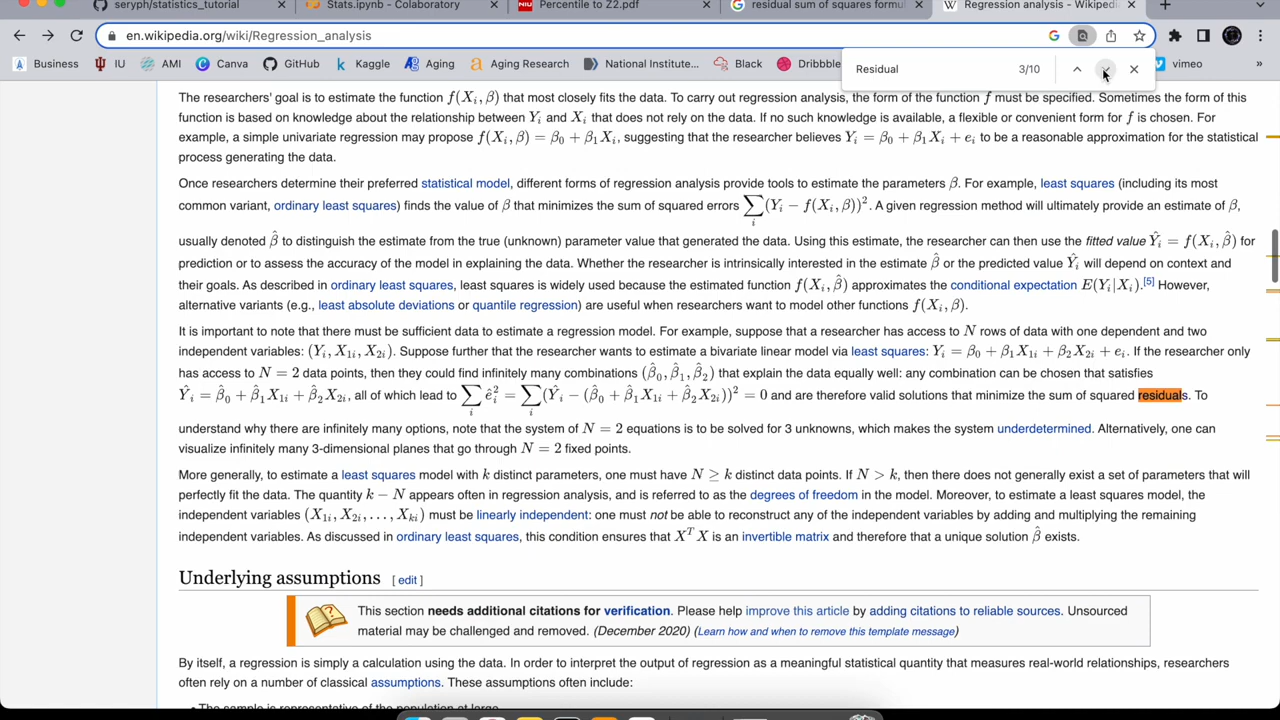 seryph/statistics_tutorial Stats.ipynb - Colaboratory Percentile to Z2.pdf residual sum of squares formul Regression analysis - Wikiped
en.wikipedia.org/wiki/Regression_analysis
Business IU AMI Canva GitHub Kaggle Aging Aging Research National Institute... Black Dribbble vimeo »
Residual 3/10
The researchers' goal is to estimate the function f(Xᵢ, β) that most closely fits the data. To carry out regression analysis, the form of the function f must be specified. Sometimes the form of this
function is based on knowledge about the relationship between Yᵢ and Xᵢ that does not rely on the data. If no such knowledge is available, a flexible or convenient form for f is chosen. For
example, a simple univariate regression may propose f(Xᵢ, β) = β₀ + β₁Xᵢ, suggesting that the researcher believes Yᵢ = β₀ + β₁Xᵢ + eᵢ to be a reasonable approximation for the statistical
process generating the data.
Once researchers determine their preferred statistical model, different forms of regression analysis provide tools to estimate the parameters β. For example, least squares (including its most
common variant, ordinary least squares) finds the value of β that minimizes the sum of squared errors ∑ᵢ(Yᵢ − f(Xᵢ, β))². A given regression method will ultimately provide an estimate of β,
usually denoted β̂ to distinguish the estimate from the true (unknown) parameter value that generated the data. Using this estimate, the researcher can then use the fitted value Ŷᵢ = f(Xᵢ, β̂) for
prediction or to assess the accuracy of the model in explaining the data. Whether the researcher is intrinsically interested in the estimate β̂ or the predicted value Ŷᵢ will depend on context and
their goals. As described in ordinary least squares, least squares is widely used because the estimated function f(Xᵢ, β̂) approximates the conditional expectation E(Yᵢ|Xᵢ).[5] However,
alternative variants (e.g., least absolute deviations or quantile regression) are useful when researchers want to model other functions f(Xᵢ, β).
It is important to note that there must be sufficient data to estimate a regression model. For example, suppose that a researcher has access to N rows of data with one dependent and two
independent variables: (Yᵢ, X₁ᵢ, X₂ᵢ). Suppose further that the researcher wants to estimate a bivariate linear model via least squares: Yᵢ = β₀ + β₁X₁ᵢ + β₂X₂ᵢ + eᵢ. If the researcher only
has access to N = 2 data points, then they could find infinitely many combinations (β̂₀, β̂₁, β̂₂) that explain the data equally well: any combination can be chosen that satisfies
Ŷᵢ = β̂₀ + β̂₁X₁ᵢ + β̂₂X₂ᵢ, all of which lead to ∑ᵢ êᵢ² = ∑ᵢ(Ŷᵢ − (β̂₀ + β̂₁X₁ᵢ + β̂₂X₂ᵢ))² = 0 and are therefore valid solutions that minimize the sum of squared residuals. To
understand why there are infinitely many options, note that the system of N = 2 equations is to be solved for 3 unknowns, which makes the system underdetermined. Alternatively, one can
visualize infinitely many 3-dimensional planes that go through N = 2 fixed points.
More generally, to estimate a least squares model with k distinct parameters, one must have N ≥ k distinct data points. If N > k, then there does not generally exist a set of parameters that will
perfectly fit the data. The quantity k − N appears often in regression analysis, and is referred to as the degrees of freedom in the model. Moreover, to estimate a least squares model, the
independent variables (X₁ᵢ, X₂ᵢ, ..., Xₖᵢ) must be linearly independent: one must not be able to reconstruct any of the independent variables by adding and multiplying the remaining
independent variables. As discussed in ordinary least squares, this condition ensures that XᵀX is an invertible matrix and therefore that a unique solution β̂ exists.
Underlying assumptions [ edit ]
This section needs additional citations for verification. Please help improve this article by adding citations to reliable sources. Unsourced
material may be challenged and removed. (December 2020) (Learn how and when to remove this template message)
By itself, a regression is simply a calculation using the data. In order to interpret the output of regression as a meaningful statistical quantity that measures real-world relationships, researchers
often rely on a number of classical assumptions. These assumptions often include:
• The sample is representative of the population at large.